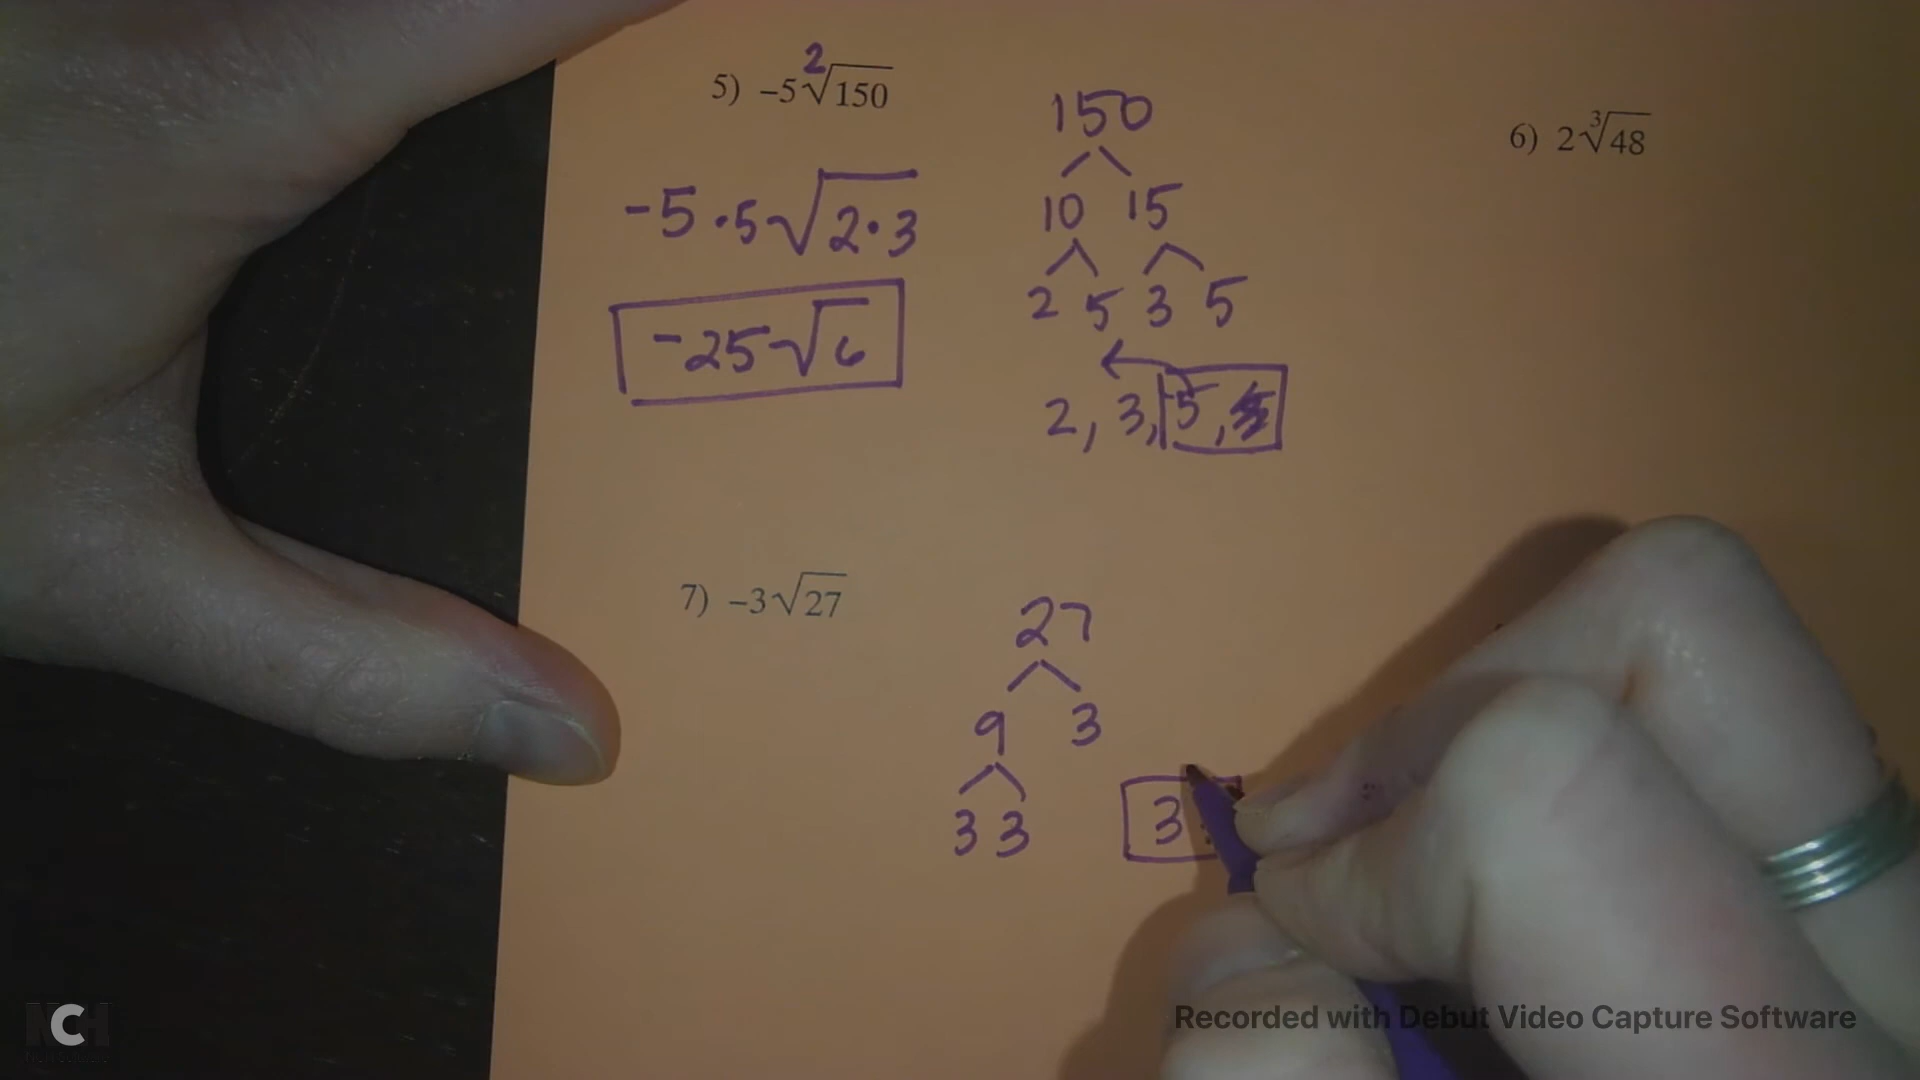 2
5) −5√150
150
6) 2∛48
10 15
-5 · 5√2·3
2 5 3 5
-25√6
2, 3, 5, 5
7) −3√27
27
9 3
3 3
3
Recorded with Debut Video Capture Software
NCH